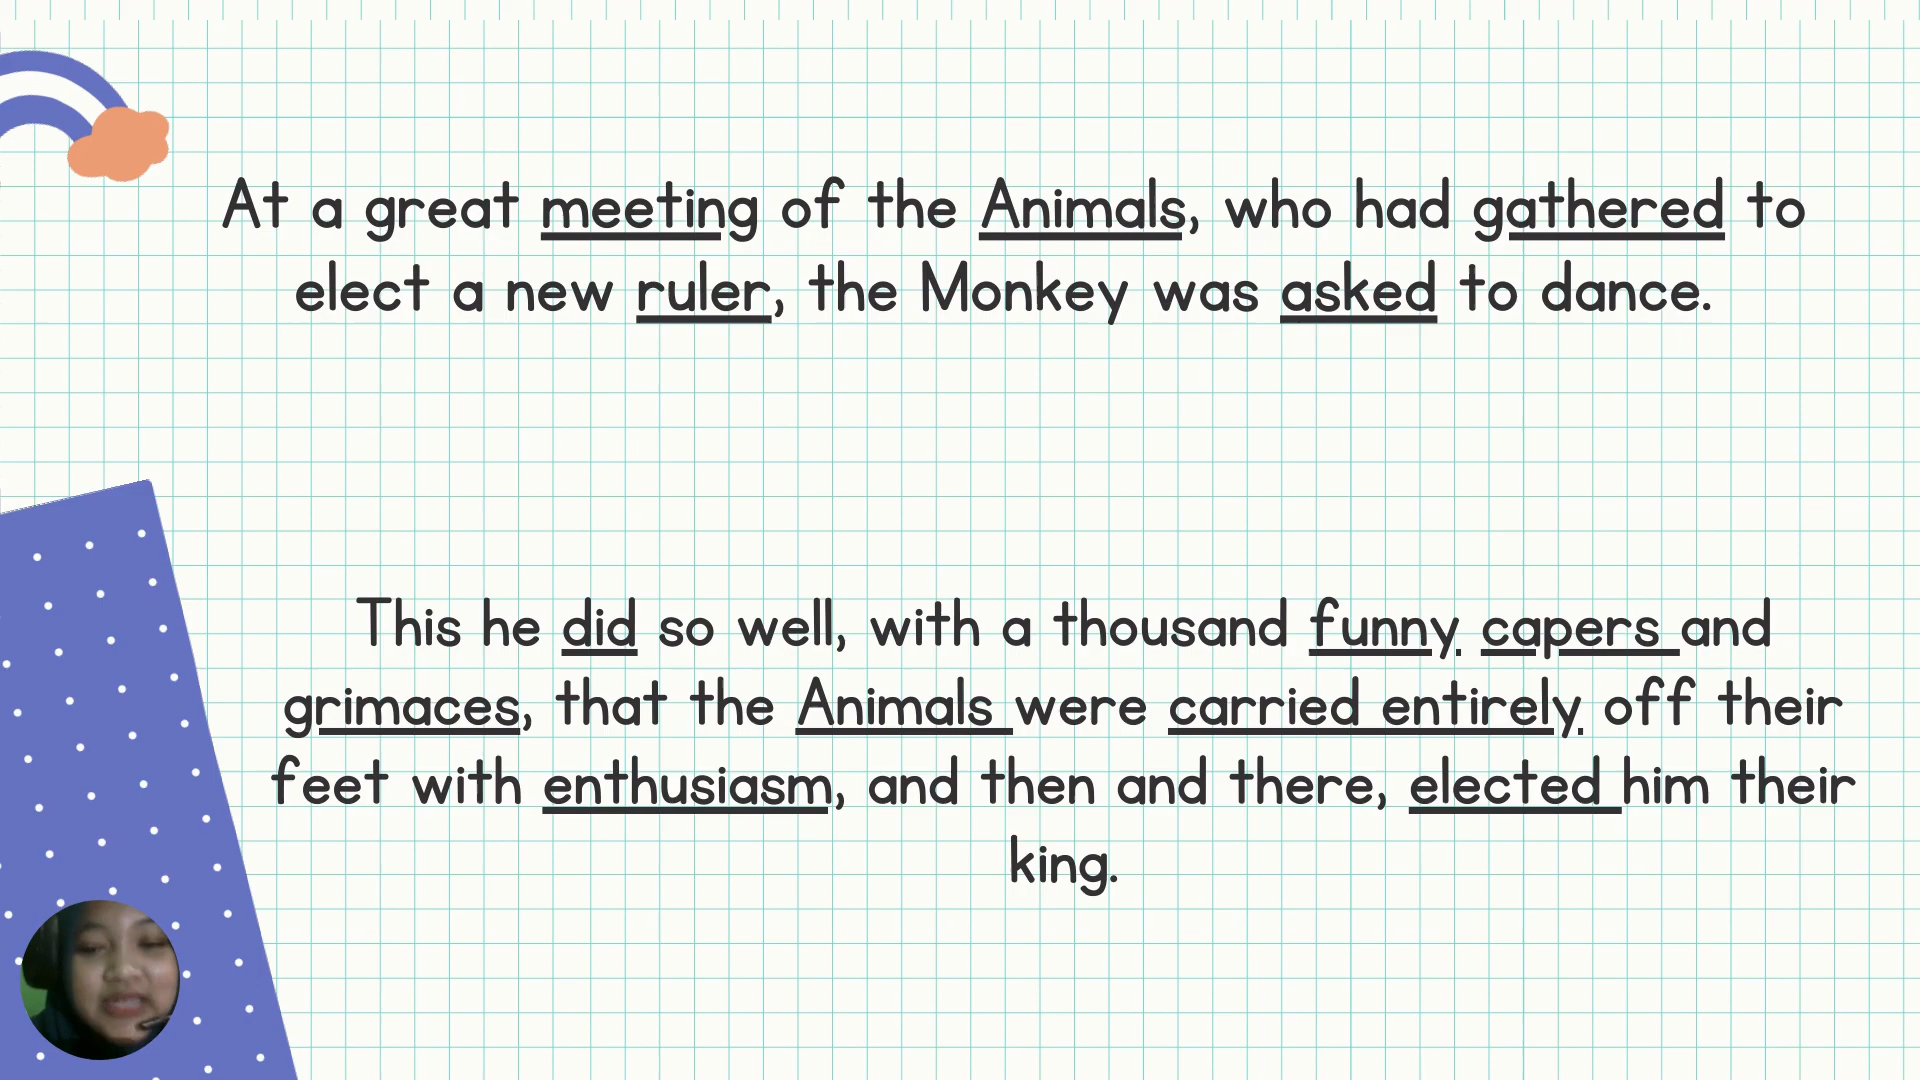 At a great meeting of the Animals, who had gathered to
elect a new ruler, the Monkey was asked to dance.
This he did so well, with a thousand funny capers and
grimaces, that the Animals were carried entirely off their
feet with enthusiasm, and then and there, elected him their
king.